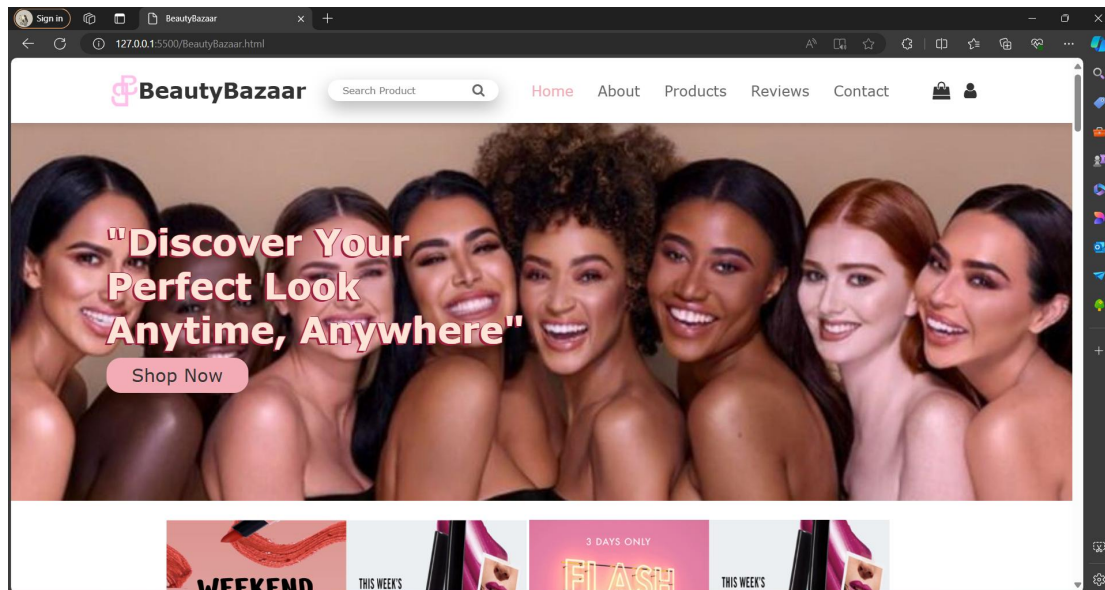 Sign in
BeautyBazaar
127.0.0.1:5500/BeautyBazaar.html
BeautyBazaar
Search Product
Home About Products Reviews Contact
"Discover Your
Perfect Look
Anytime, Anywhere"
Shop Now
WEEKEND
THIS WEEK'S
3 DAYS ONLY
FLASH
THIS WEEK'S